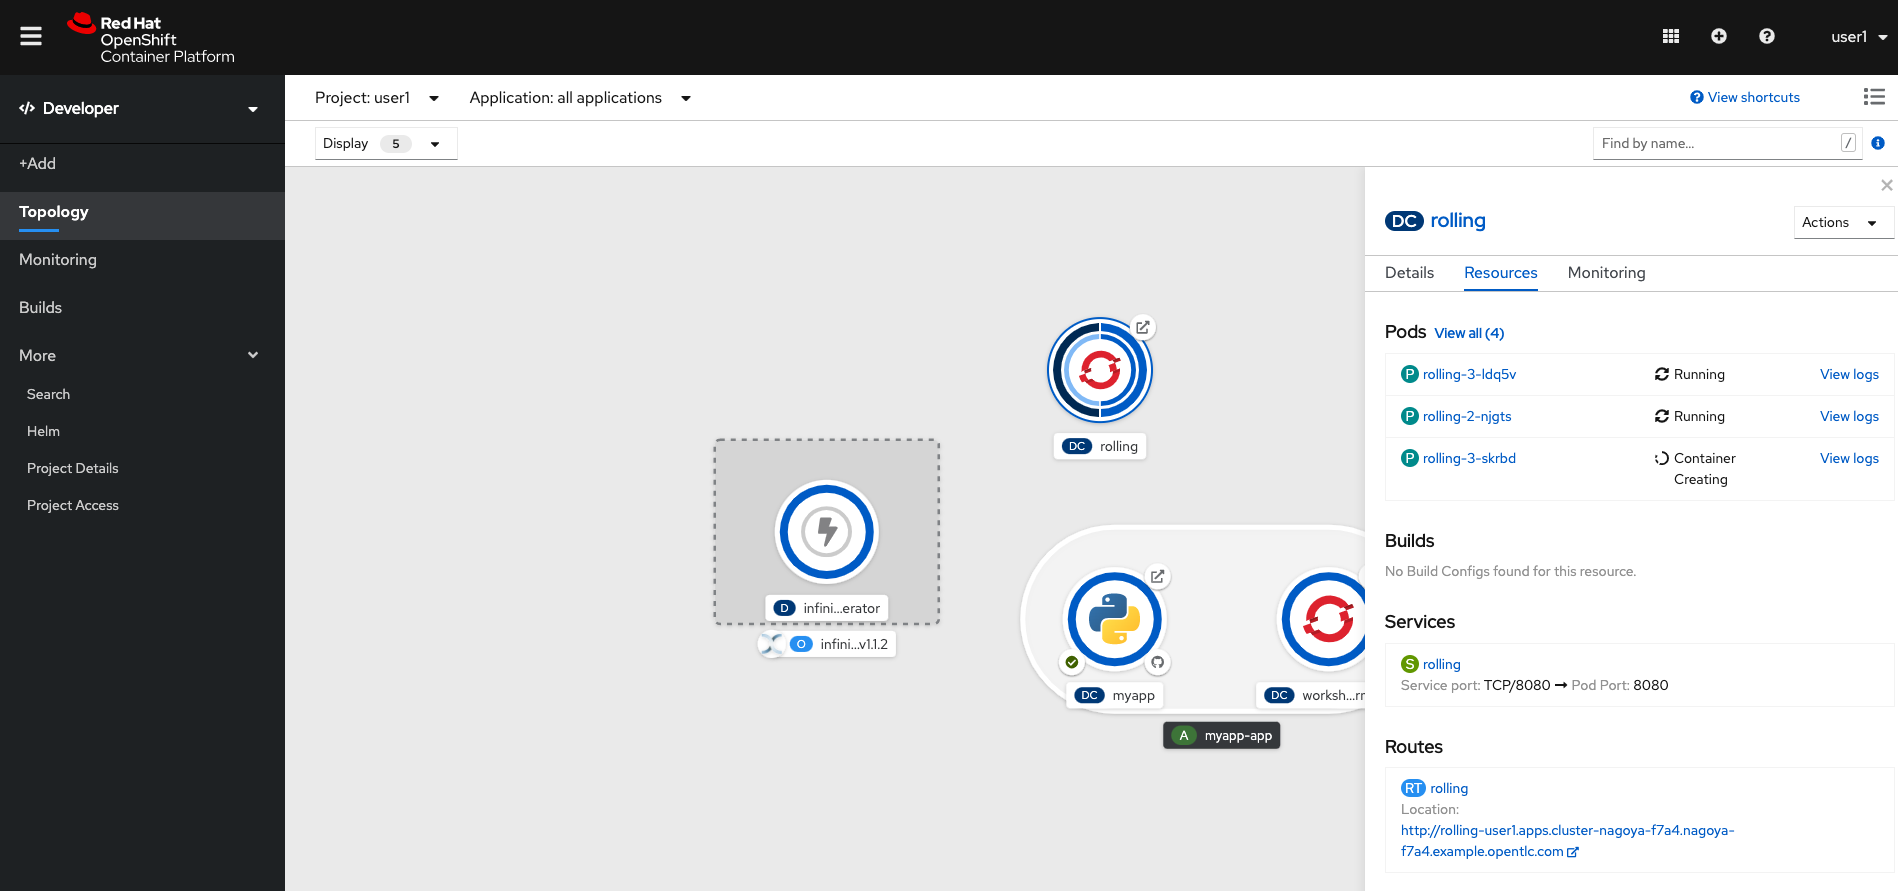 Red Hat
OpenShift
Container Platform
user1
Developer
+Add
Topology
Monitoring
Builds
More
Search
Helm
Project Details
Project Access
Project: user1
Application: all applications
View shortcuts
Display 5
Find by name...
/
DC rolling
D infini...erator
O infini...v1.1.2
DC myapp
DC worksh...
A myapp-app
DC rolling
Actions
Details Resources Monitoring
Pods View all (4)
P rolling-3-ldq5v Running View logs
P rolling-2-njgts Running View logs
P rolling-3-skrbd Container View logs
Creating
Builds
No Build Configs found for this resource.
Services
S rolling
Service port: TCP/8080 → Pod Port: 8080
Routes
RT rolling
Location:
http://rolling-user1.apps.cluster-nagoya-f7a4.nagoya-
f7a4.example.opentlc.com